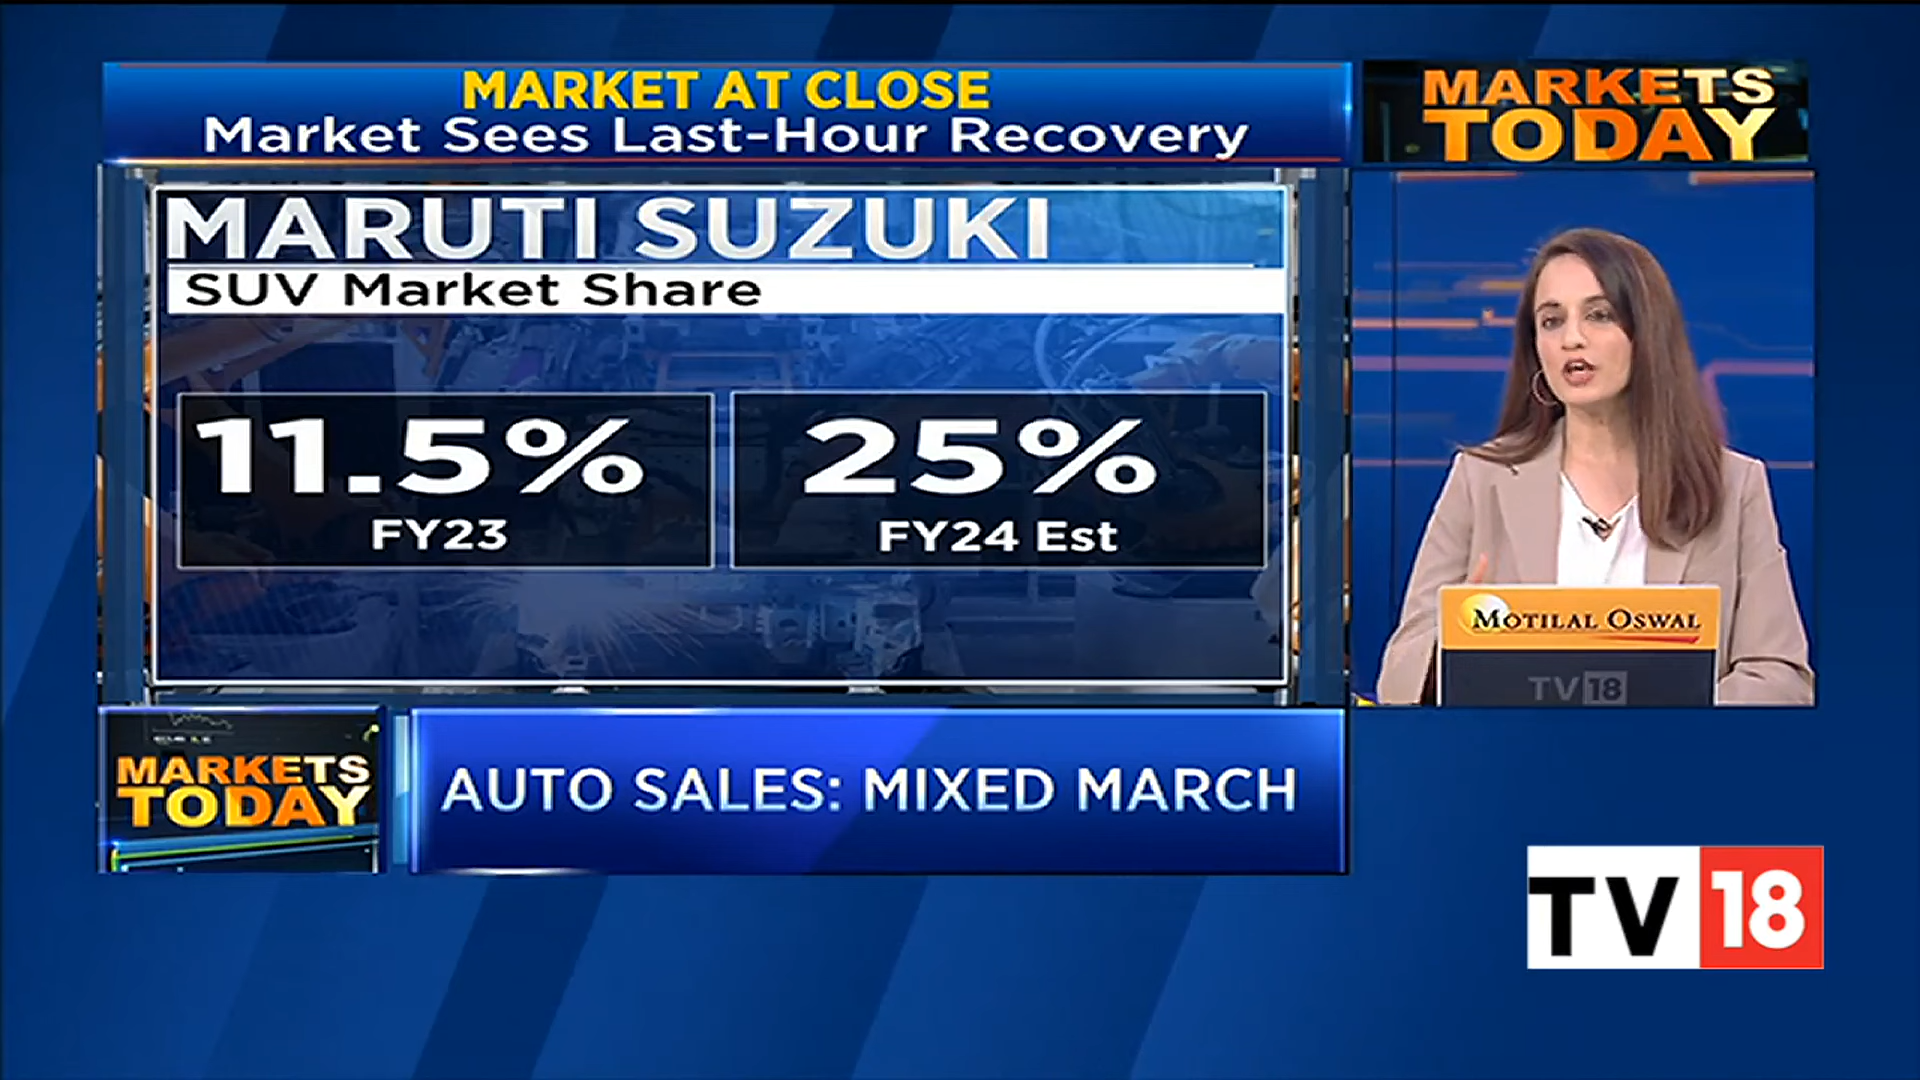 MARKET AT CLOSE
Market Sees Last-Hour Recovery
MARKETS
TODAY
MARUTI SUZUKI
SUV Market Share
11.5%
FY23
25%
FY24 Est
MOTILAL OSWAL
TV18
MARKETS
TODAY
AUTO SALES: MIXED MARCH
TV18